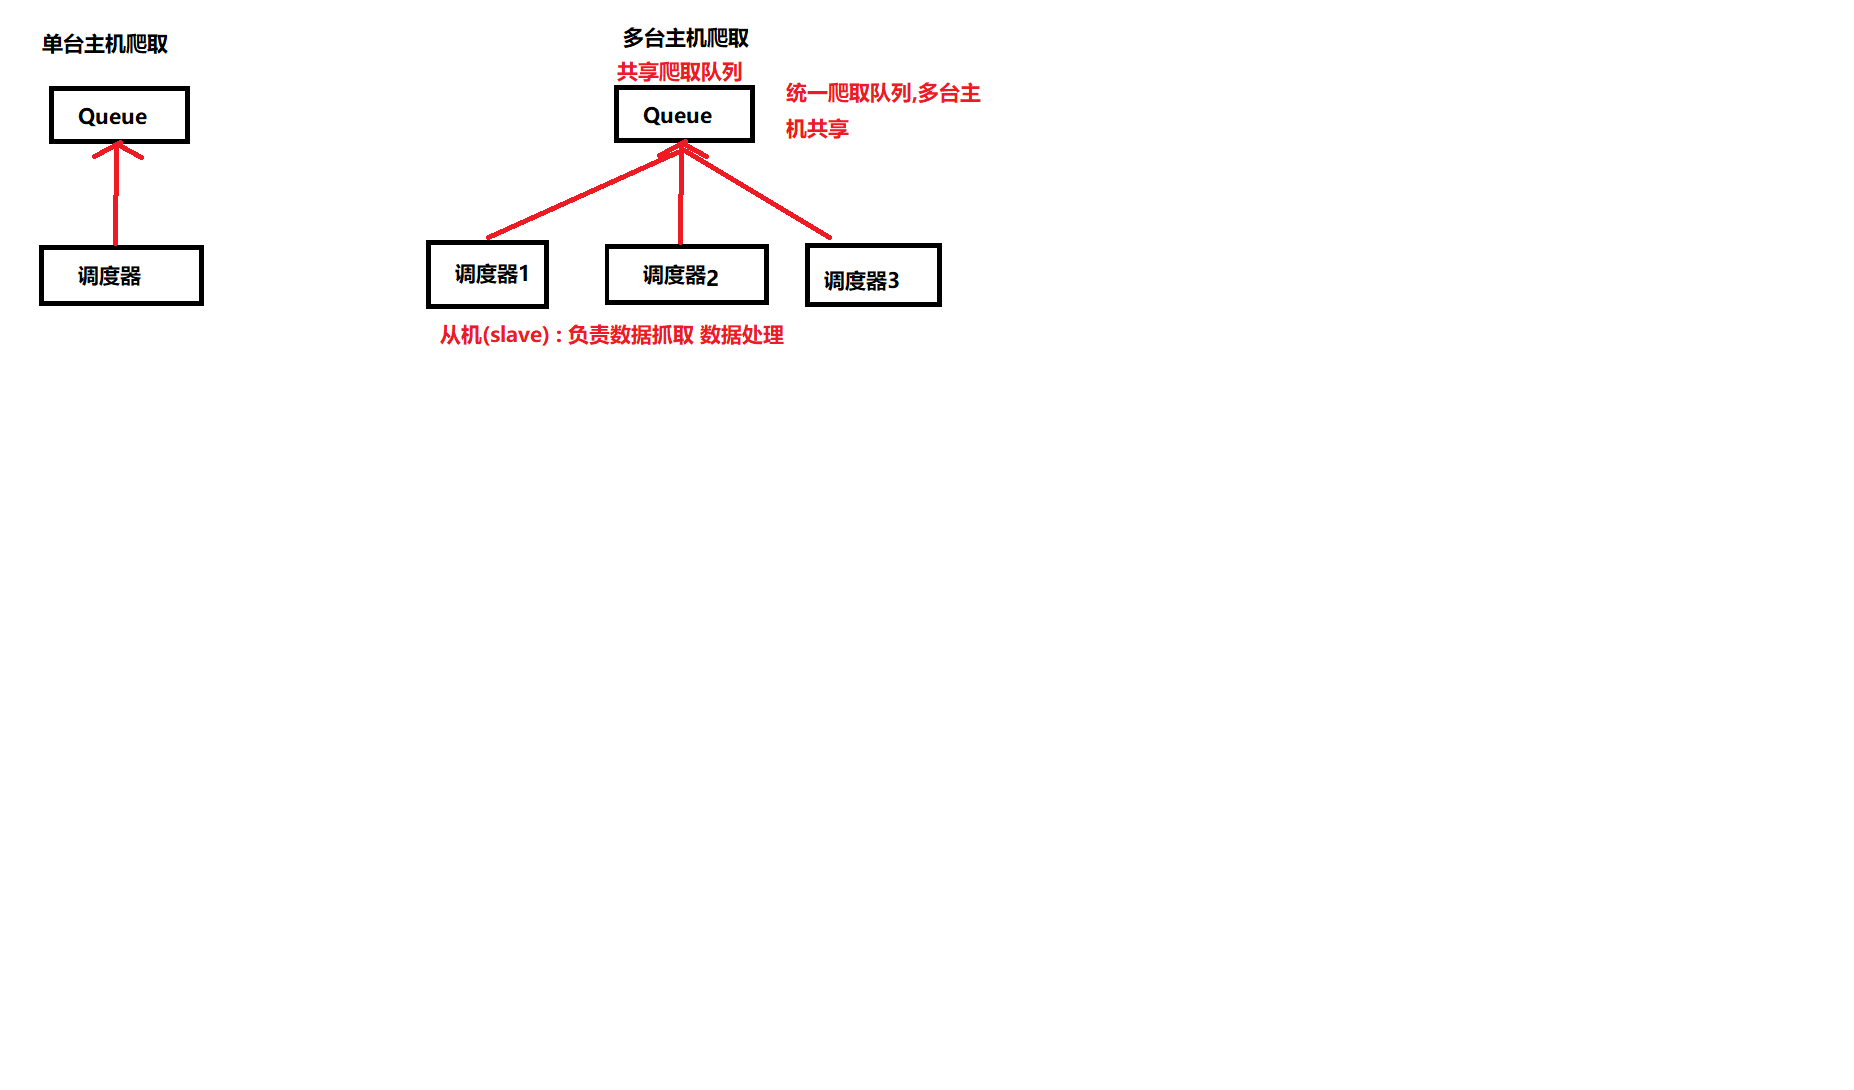 单台主机爬取
Queue
调度器
多台主机爬取
共享爬取队列
Queue
统一爬取队列,多台主
机共享
调度器1
调度器2
调度器3
从机(slave) : 负责数据抓取 数据处理